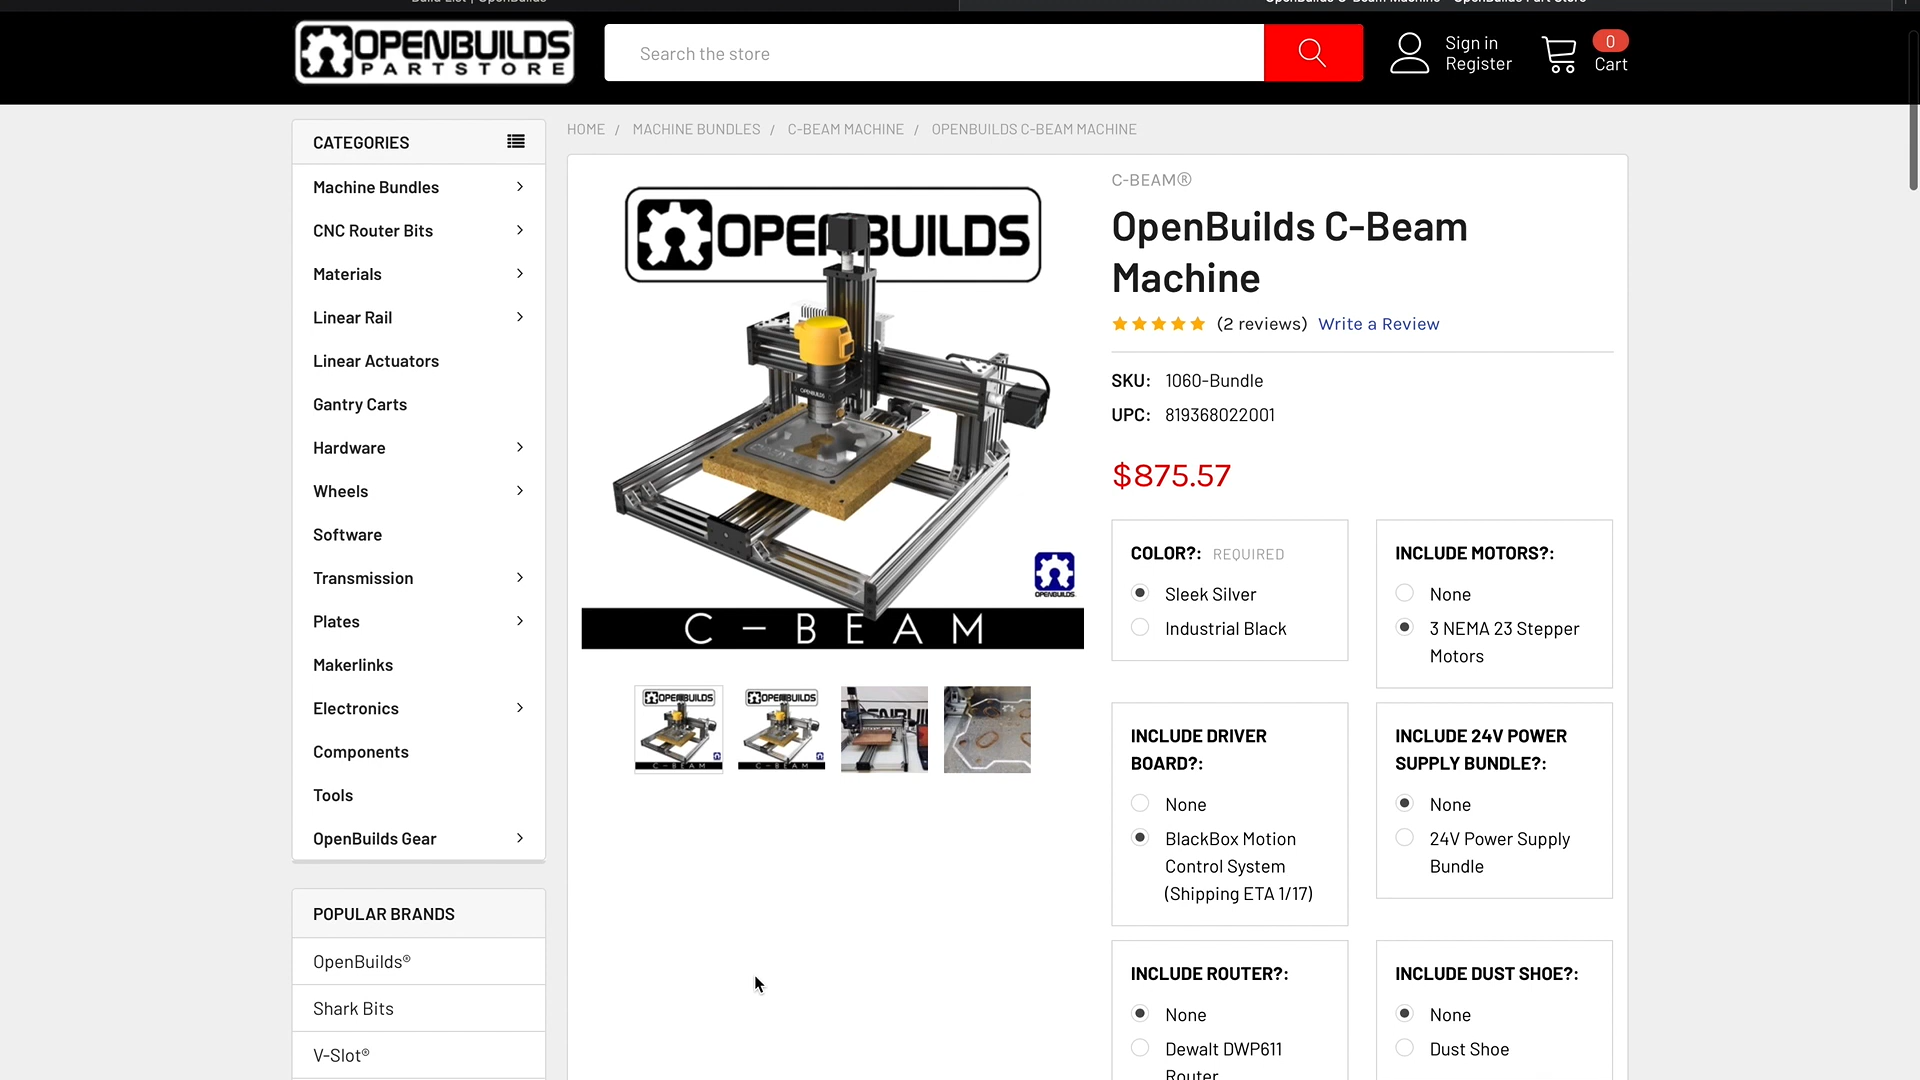 OPENBUILDS
PARTSTORE
Search the store
Sign in
Register
0
Cart
CATEGORIES
Machine Bundles
CNC Router Bits
Materials
Linear Rail
Linear Actuators
Gantry Carts
Hardware
Wheels
Software
Transmission
Plates
Makerlinks
Electronics
Components
Tools
OpenBuilds Gear
POPULAR BRANDS
OpenBuilds®
Shark Bits
V-Slot®
HOME / MACHINE BUNDLES / C-BEAM MACHINE / OPENBUILDS C-BEAM MACHINE
OPENBUILDS
OPENBUILDS
OPENBUILDS
C-BEAM
C-BEAM®
OpenBuilds C-Beam
Machine
(2 reviews) Write a Review
SKU: 1060-Bundle
UPC: 819368022001
$875.57
COLOR?: REQUIRED
Sleek Silver
Industrial Black
INCLUDE MOTORS?:
None
3 NEMA 23 Stepper
Motors
INCLUDE DRIVER
BOARD?:
None
BlackBox Motion
Control System
(Shipping ETA 1/17)
INCLUDE 24V POWER
SUPPLY BUNDLE?:
None
24V Power Supply
Bundle
INCLUDE ROUTER?:
None
Dewalt DWP611
Router
INCLUDE DUST SHOE?:
None
Dust Shoe